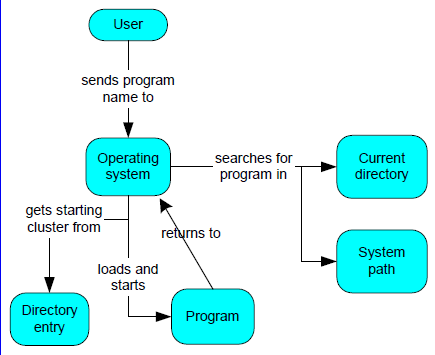 User
sends program
name to
Operating
system
searches for
program in
Current
directory
gets starting
cluster from
returns to
System
path
loads and
starts
Directory
entry
Program